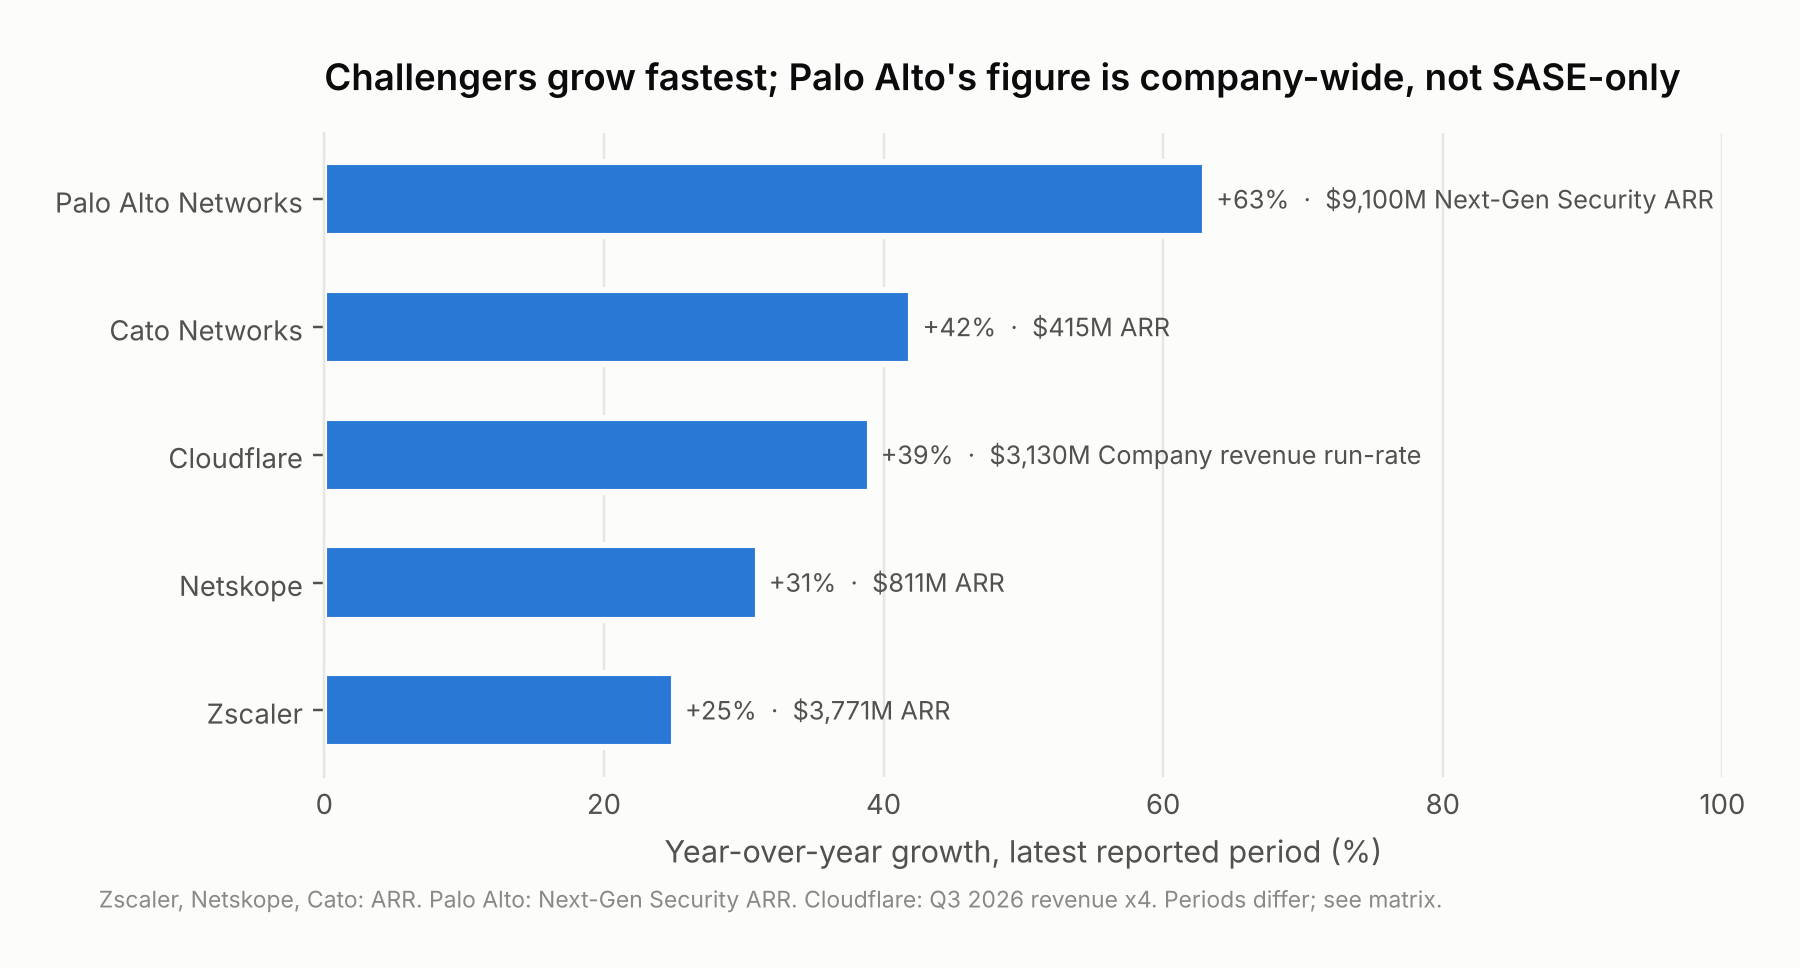 Challengers grow fastest; Palo Alto's figure is company-wide, not SASE-only
Palo Alto Networks
+63% · $9,100M Next-Gen Security ARR
Cato Networks
+42% · $415M ARR
Cloudflare
+39% · $3,130M Company revenue run-rate
Netskope
+31% · $811M ARR
Zscaler
+25% · $3,771M ARR
0 20 40 60 80 100
Year-over-year growth, latest reported period (%)
Zscaler, Netskope, Cato: ARR. Palo Alto: Next-Gen Security ARR. Cloudflare: Q3 2026 revenue x4. Periods differ; see matrix.